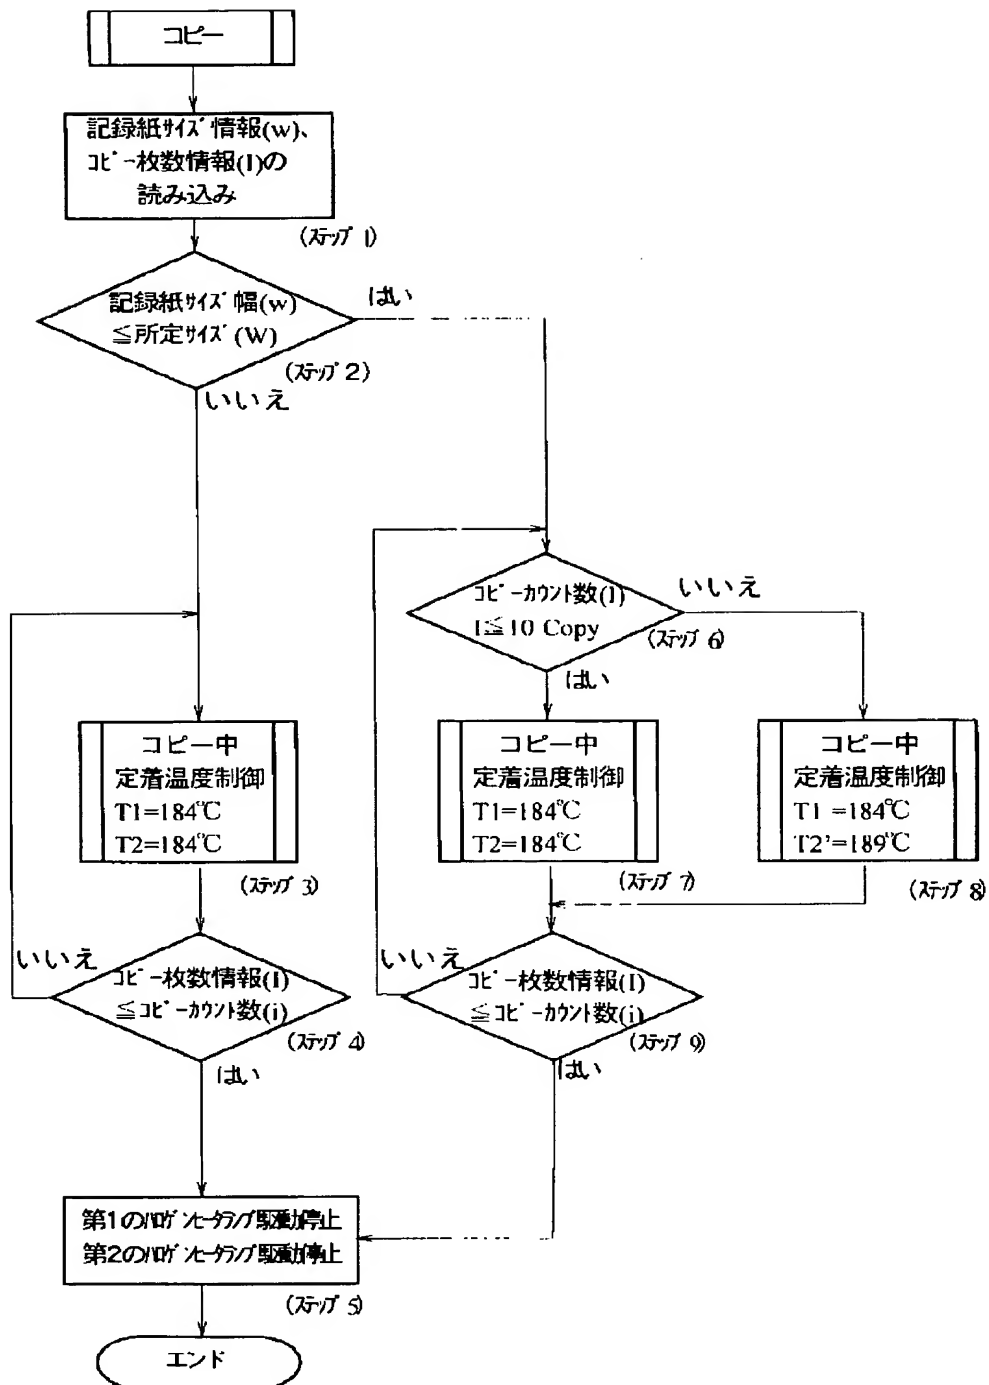 コピー
記録紙ｻｲｽﾞ情報(w)、
ｺﾋﾟｰ枚数情報(I)の
読み込み
(ｽﾃｯﾌﾟ 1)
記録紙ｻｲｽﾞ幅(w)
≦所定ｻｲｽﾞ(W)
はい
(ｽﾃｯﾌﾟ 2)
いいえ
ｺﾋﾟｰｶｳﾝﾄ数(I)
I≦10 Copy
いいえ
(ｽﾃｯﾌﾟ 6)
はい
コピー中
定着温度制御
T1=184℃
T2=184℃
(ｽﾃｯﾌﾟ 3)
コピー中
定着温度制御
T1=184℃
T2=184℃
(ｽﾃｯﾌﾟ 7)
コピー中
定着温度制御
T1=184℃
T2'=189℃
(ｽﾃｯﾌﾟ 8)
いいえ
ｺﾋﾟｰ枚数情報(I)
≦ｺﾋﾟｰｶｳﾝﾄ数(i)
(ｽﾃｯﾌﾟ 4)
はい
いいえ
ｺﾋﾟｰ枚数情報(I)
≦ｺﾋﾟｰｶｳﾝﾄ数(i)
(ｽﾃｯﾌﾟ 9)
はい
第1のﾊﾛｹﾞﾝﾋｰﾀﾗﾝﾌﾟ駆動停止
第2のﾊﾛｹﾞﾝﾋｰﾀﾗﾝﾌﾟ駆動停止
(ｽﾃｯﾌﾟ 5)
エンド